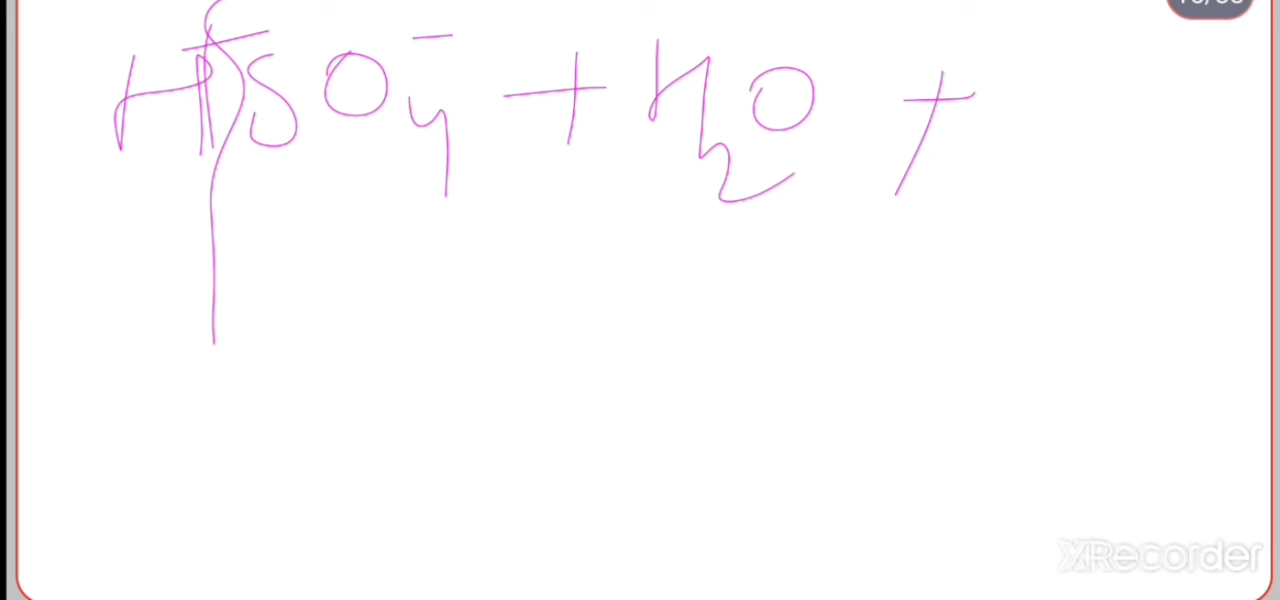 HSO₄⁻ + H₂O +
XRecorder